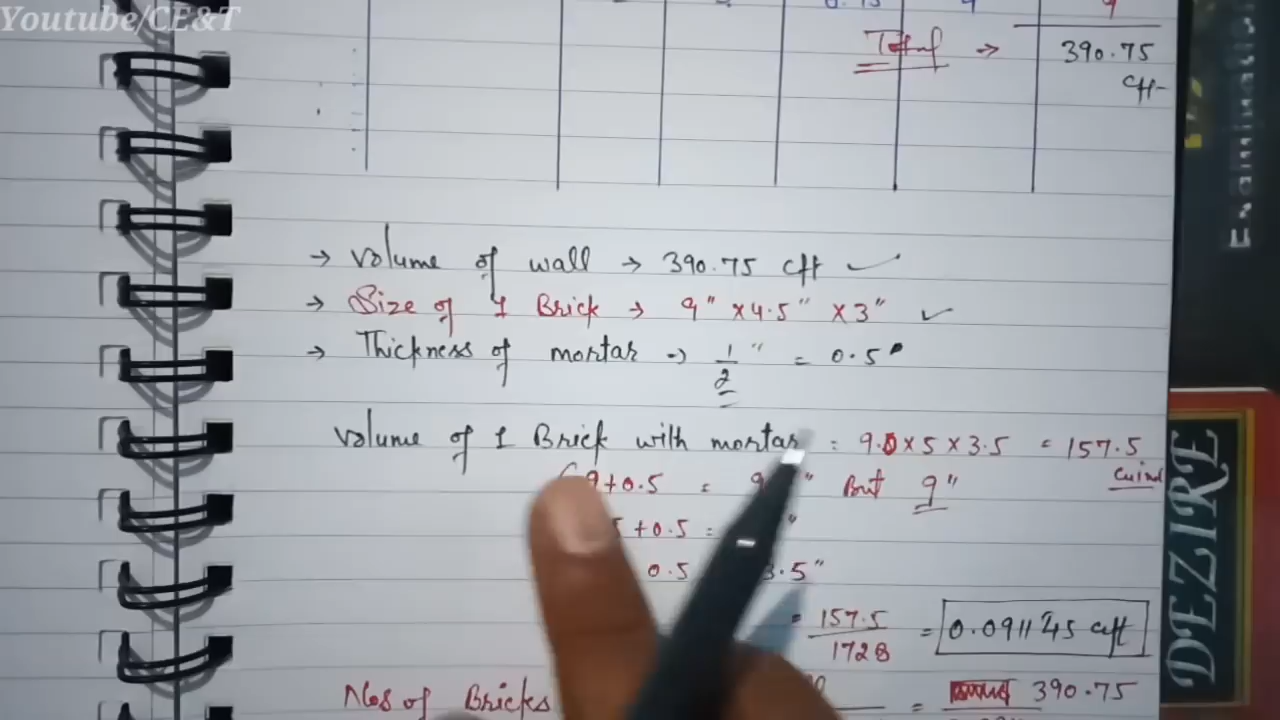 Youtube/CE&T
Total → 390.75
cft
Examination
→ Volume of wall → 390.75 cft
→ Size of 1 Brick → 9" x 4.5" x 3"
→ Thickness of mortar → 1/2" = 0.5"
Volume of 1 Brick with mortar = 9.0 x 5 x 3.5 = 157.5
9+0.5 = 9 " But 9"
+0.5 = "
0.5 3.5"
= 157.5/1728 = 0.091145 cft
Nos of Bricks = 390.75
DEZIRE